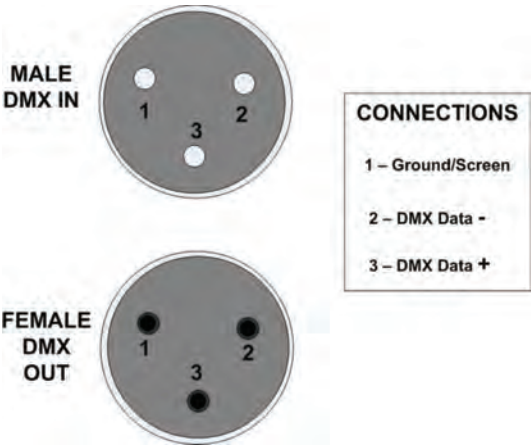 MALE
DMX IN
1
2
3
CONNECTIONS
1 – Ground/Screen
2 – DMX Data -
3 – DMX Data +
FEMALE
DMX
OUT
1
2
3